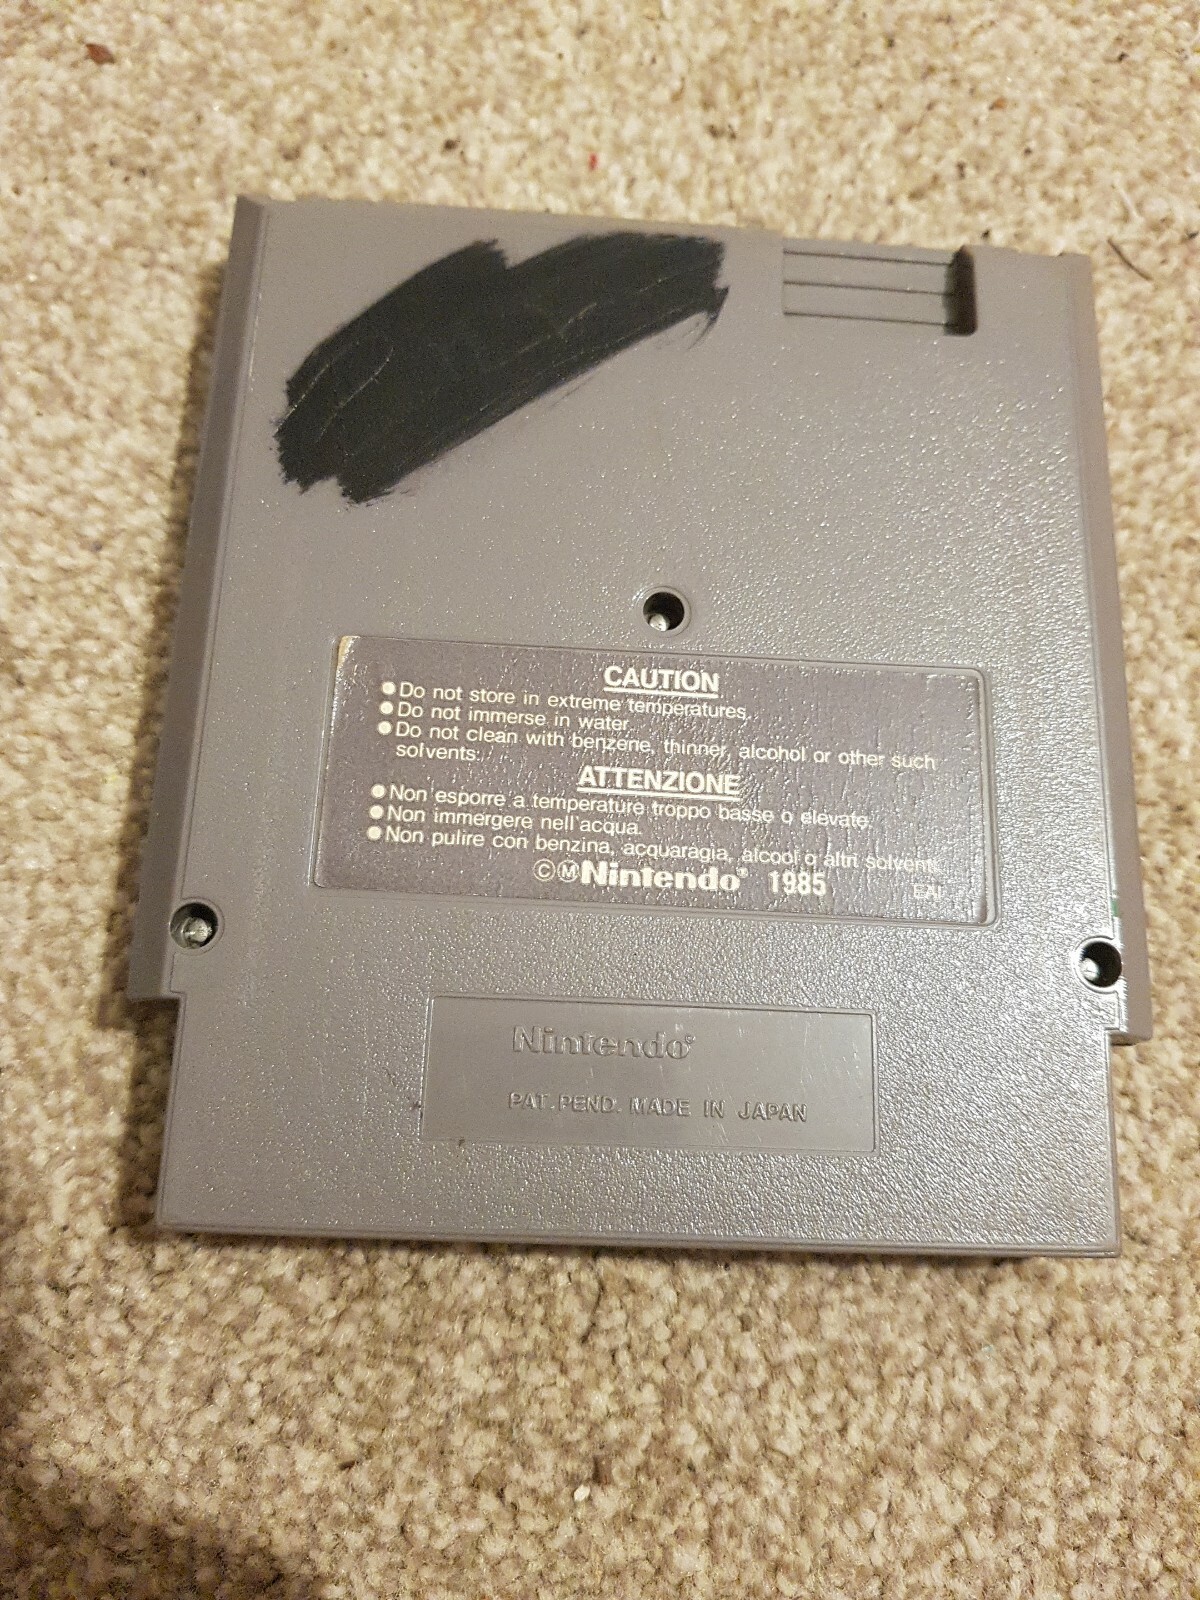 CAUTION
●Do not store in extreme temperatures.
●Do not immerse in water.
●Do not clean with benzene, thinner, alcohol or other such
solvents.
ATTENZIONE
●Non esporre a temperature troppo basse o elevate.
●Non immergere nell'acqua.
●Non pulire con benzina, acquaragia, alcool o altri solventi.
©ⓂNintendo® 1985 EAI
Nintendo®
PAT. PEND. MADE IN JAPAN